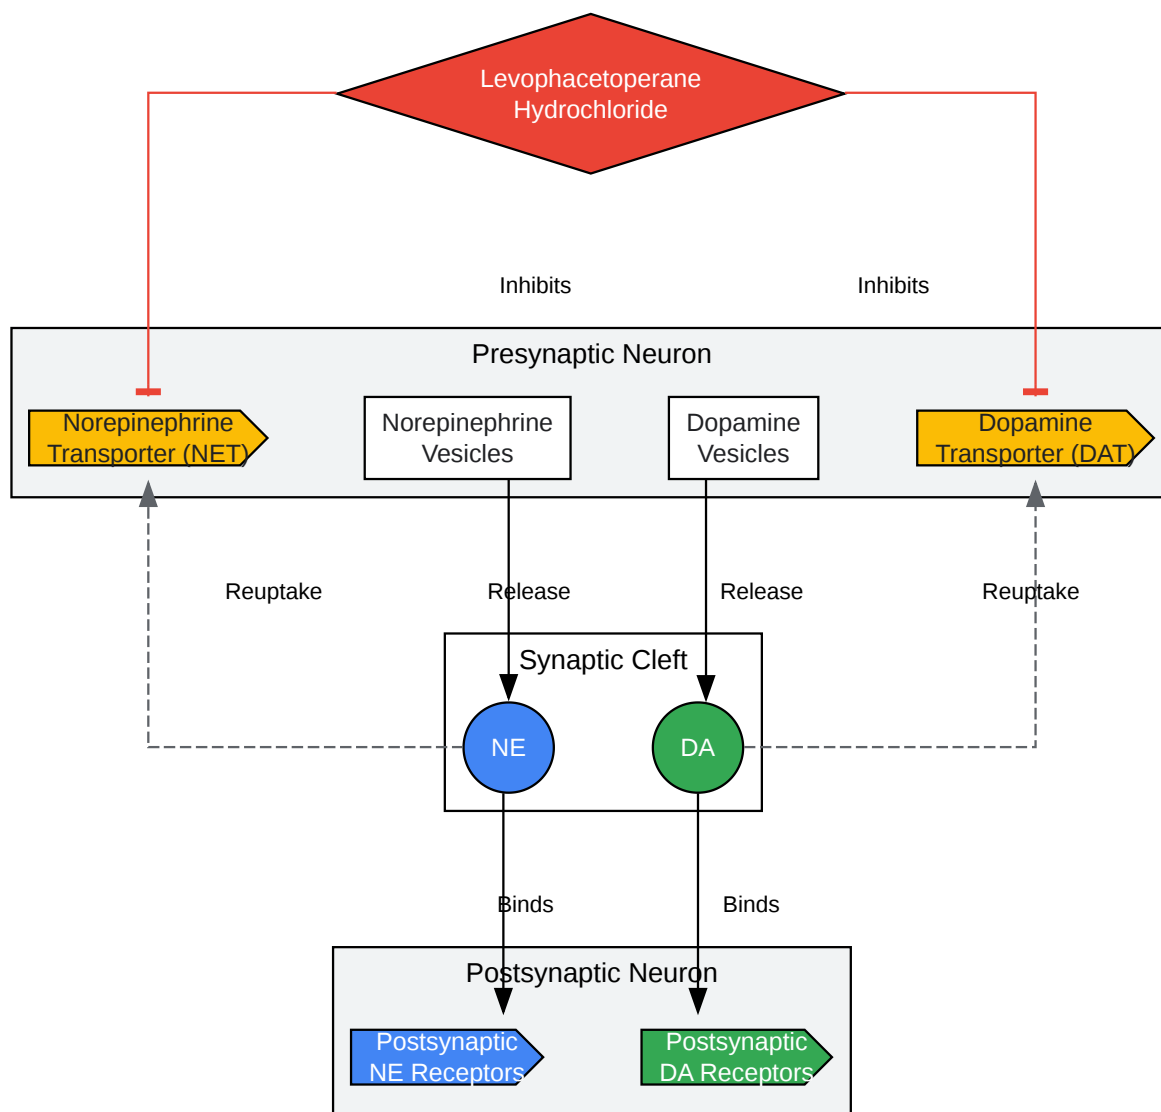 Levophacetoperane
Hydrochloride
Inhibits
Inhibits
Presynaptic Neuron
Norepinephrine
Transporter (NET)
Norepinephrine
Vesicles
Dopamine
Vesicles
Dopamine
Transporter (DAT)
Reuptake
Release
Release
Reuptake
Synaptic Cleft
NE
DA
Binds
Binds
Postsynaptic Neuron
Postsynaptic
NE Receptors
Postsynaptic
DA Receptors